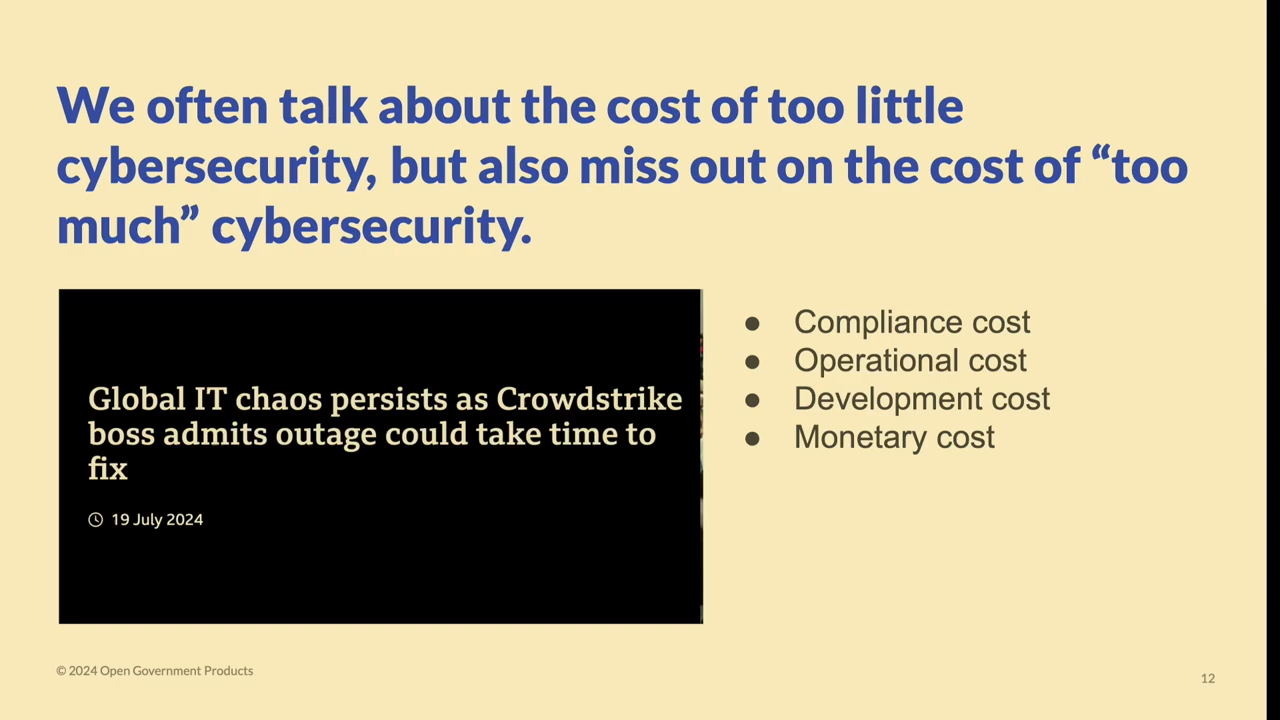 We often talk about the cost of too little
cybersecurity, but also miss out on the cost of “too
much” cybersecurity.
Global IT chaos persists as Crowdstrike
boss admits outage could take time to
fix
19 July 2024
● Compliance cost
● Operational cost
● Development cost
● Monetary cost
© 2024 Open Government Products
12